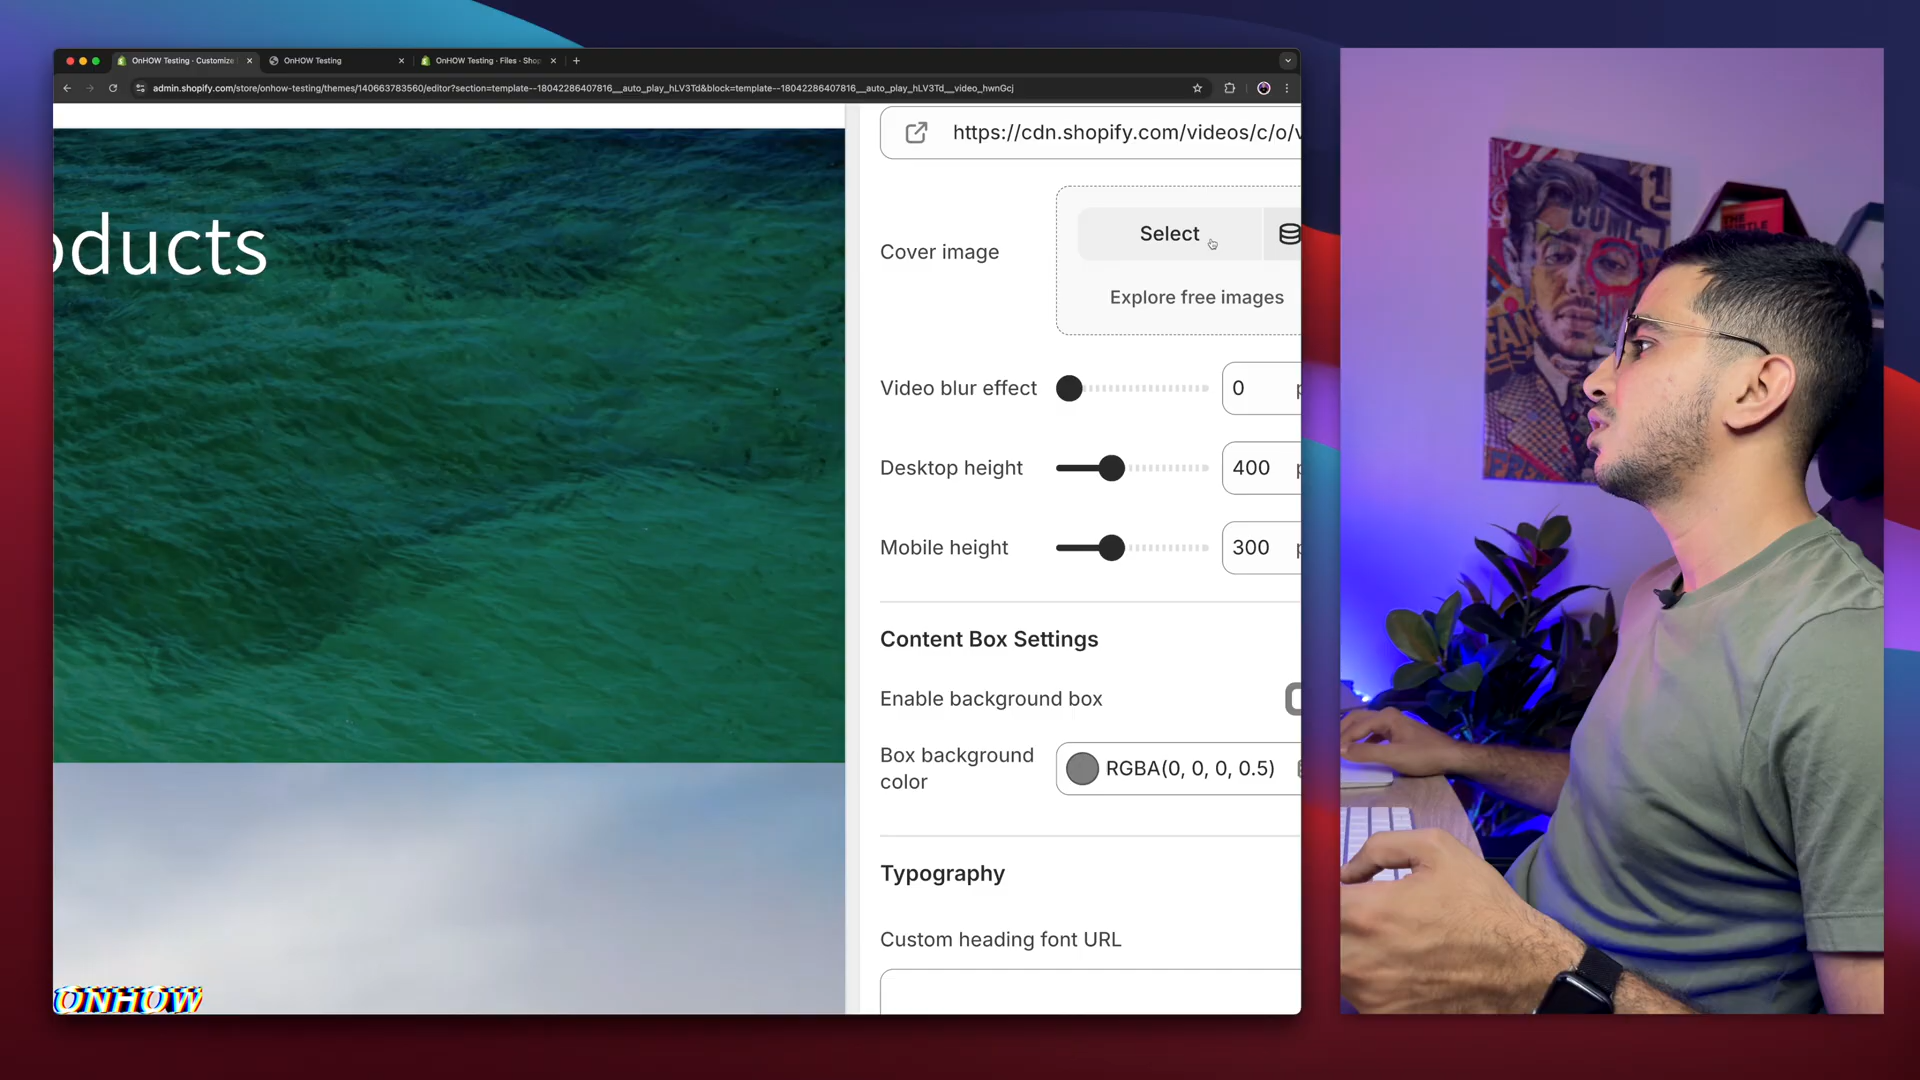 OnHOW Testing · Customize
OnHOW Testing
OnHOW Testing · Files · Shop
admin.shopify.com/store/onhow-testing/themes/140663783560/editor?section=template--18042286407816__auto_play_hLV3Td&block=template--18042286407816__auto_play_hLV3Td__video_hwnGcj
oducts
https://cdn.shopify.com/videos/c/o/v
Cover image
Select
Explore free images
Video blur effect
0
Desktop height
400
Mobile height
300
Content Box Settings
Enable background box
Box background
color
RGBA(0, 0, 0, 0.5)
Typography
Custom heading font URL
ONHOW
COME
THE
FAN